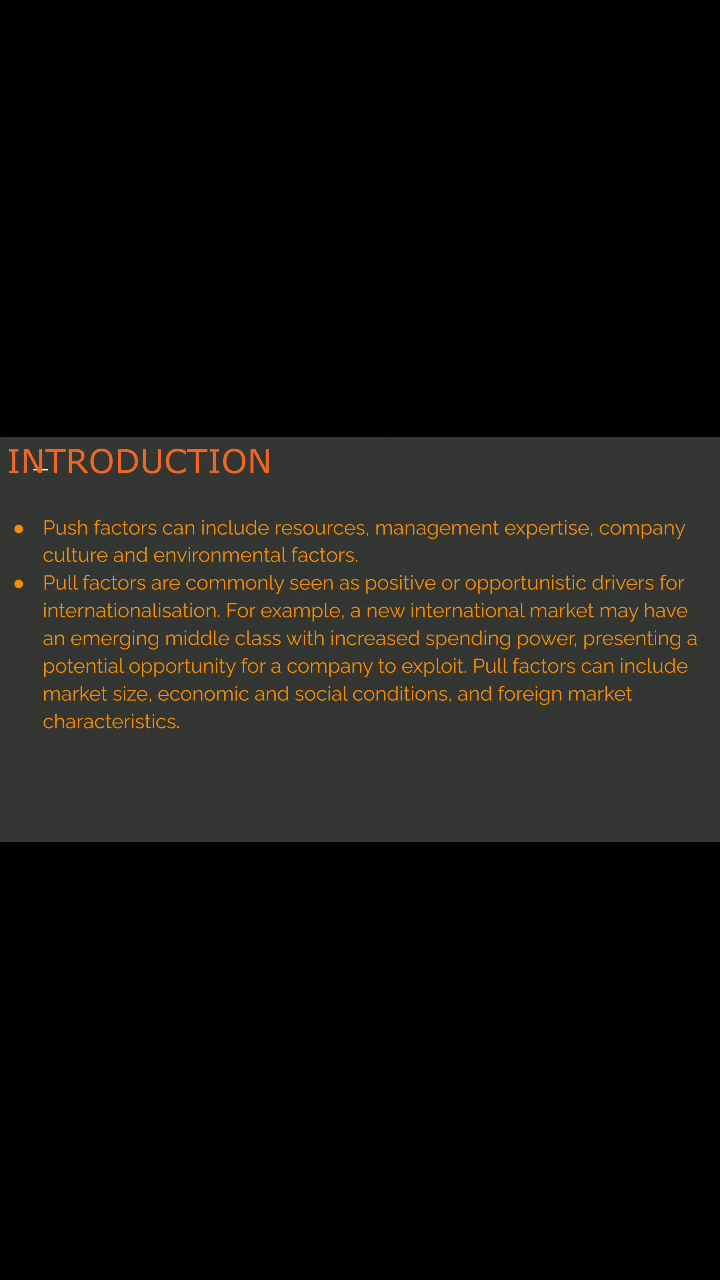 INTRODUCTION
● Push factors can include resources, management expertise, company
culture and environmental factors.
● Pull factors are commonly seen as positive or opportunistic drivers for
internationalisation. For example, a new international market may have
an emerging middle class with increased spending power, presenting a
potential opportunity for a company to exploit. Pull factors can include
market size, economic and social conditions, and foreign market
characteristics.